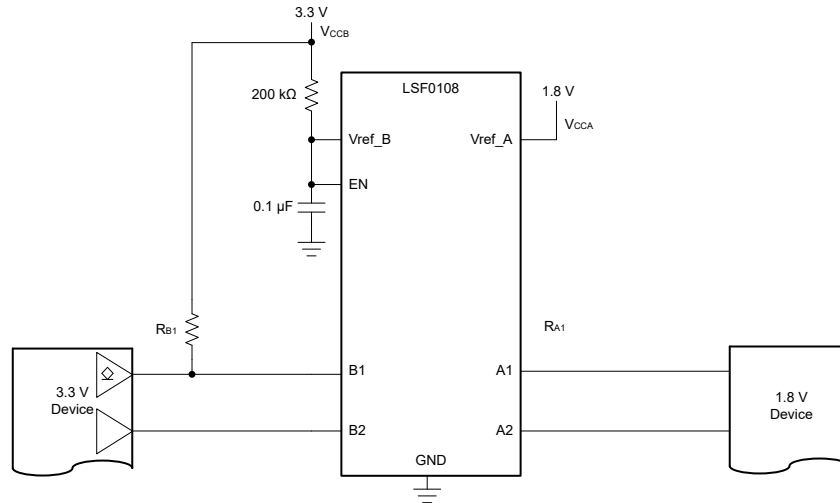 3.3 V
VCCB
LSF0108
200 kΩ
1.8 V
VCCA
Vref_B
Vref_A
EN
0.1 µF
RB1
RA1
B1
A1
3.3 V
Device
1.8 V
Device
B2
A2
GND